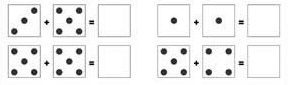 + = + =
+ = + =